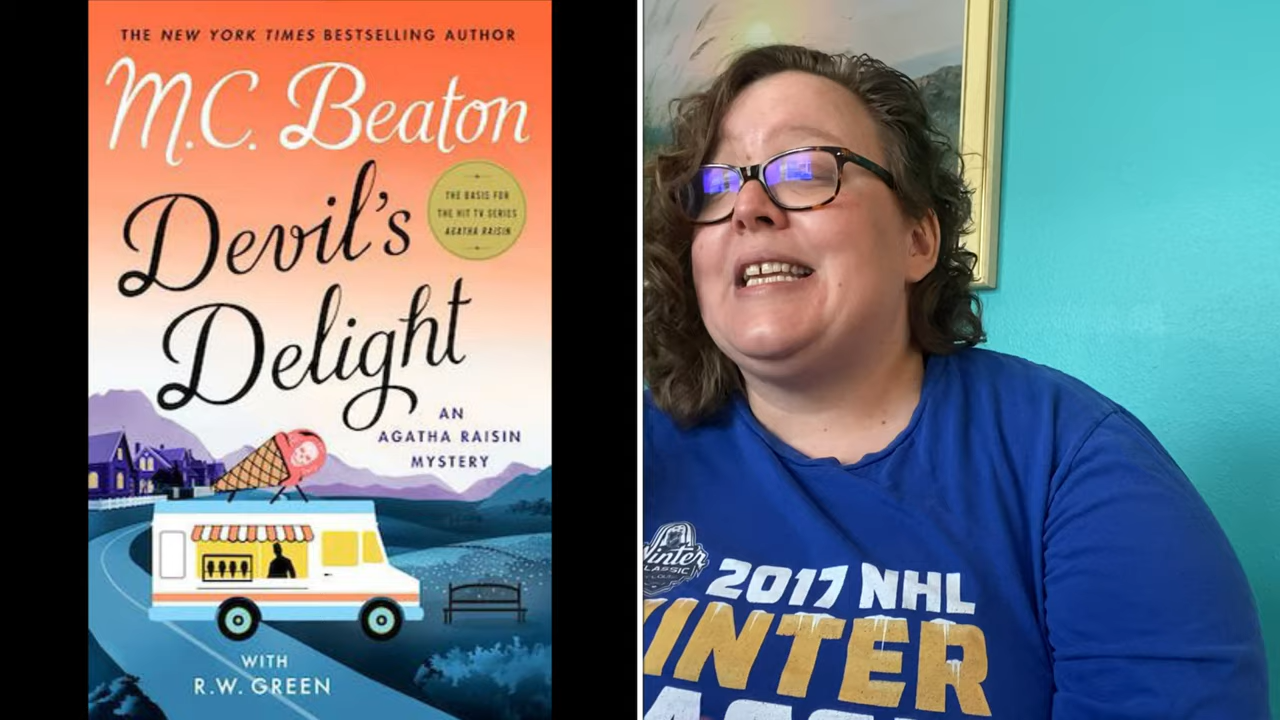 THE NEW YORK TIMES BESTSELLING AUTHOR
M.C. Beaton
Devil's
Delight
THE BASIS FOR
THE HIT TV SERIES
AGATHA RAISIN
AN
AGATHA RAISIN
MYSTERY
WITH
R.W. GREEN
Winter
CLASSIC
2017 NHL
WINTER